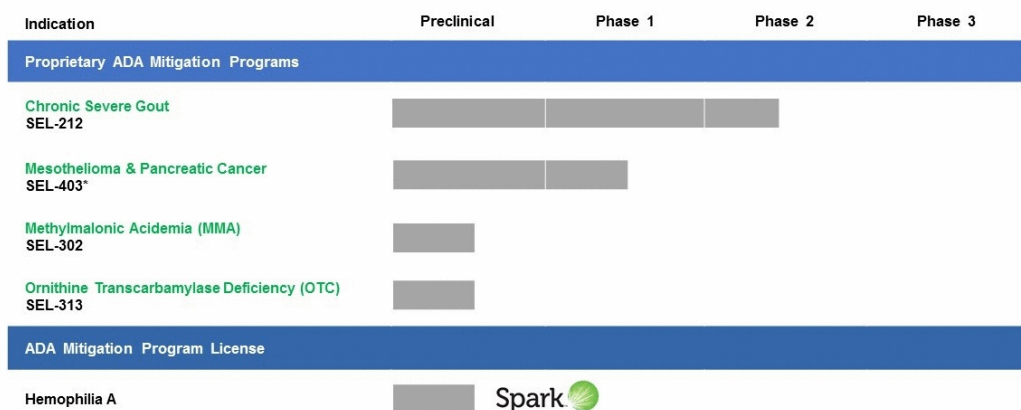 Indication Preclinical Phase 1 Phase 2 Phase 3
Proprietary ADA Mitigation Programs
Chronic Severe Gout
SEL-212
Mesothelioma & Pancreatic Cancer
SEL-403*
Methylmalonic Acidemia (MMA)
SEL-302
Ornithine Transcarbamylase Deficiency (OTC)
SEL-313
ADA Mitigation Program License
Hemophilia A Spark